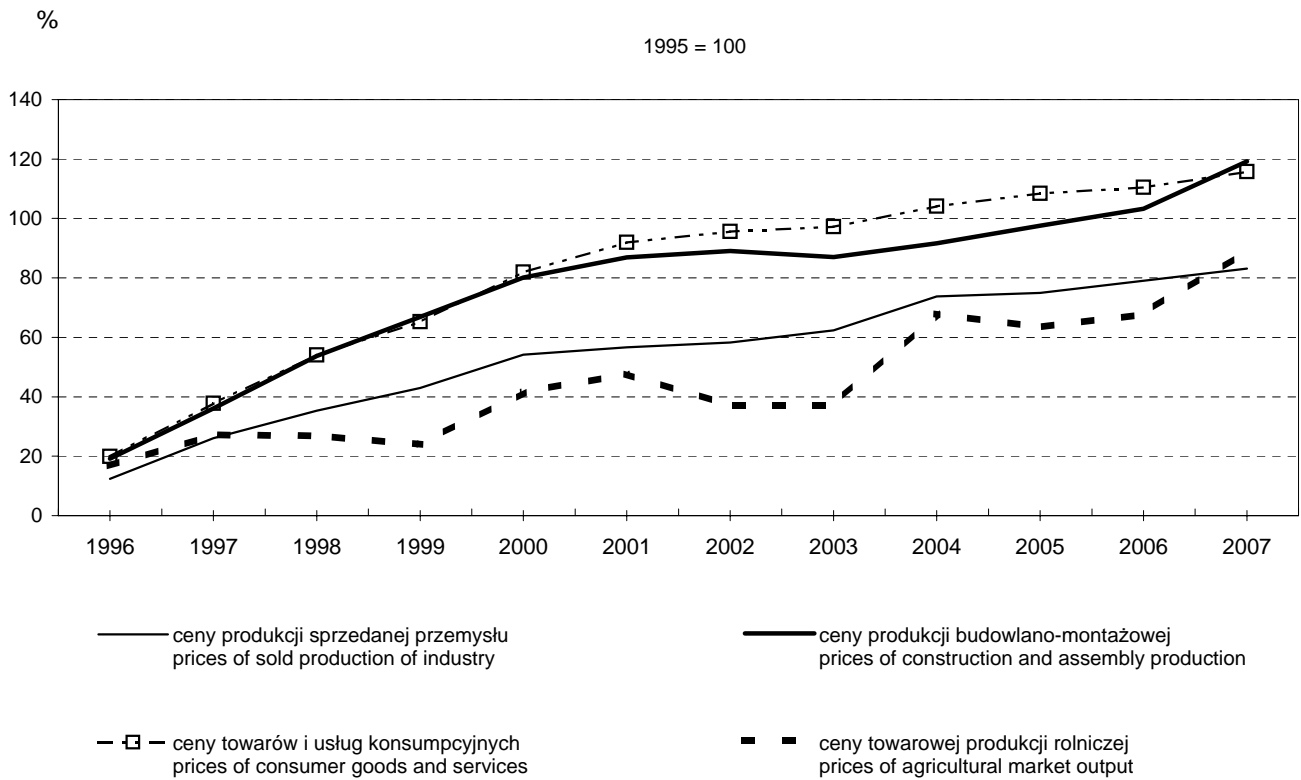 %
1995 = 100
140
120
100
80
60
40
20
0
1996 1997 1998 1999 2000 2001 2002 2003 2004 2005 2006 2007
ceny produkcji sprzedanej przemysłu
prices of sold production of industry
ceny produkcji budowlano-montażowej
prices of construction and assembly production
ceny towarów i usług konsumpcyjnych
prices of consumer goods and services
ceny towarowej produkcji rolniczej
prices of agricultural market output